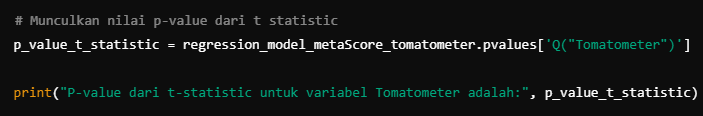 # Munculkan nilai p-value dari t statistic
p_value_t_statistic = regression_model_metaScore_tomatometer.pvalues['Q("Tomatometer")']
print("P-value dari t-statistic untuk variabel Tomatometer adalah:", p_value_t_statistic)